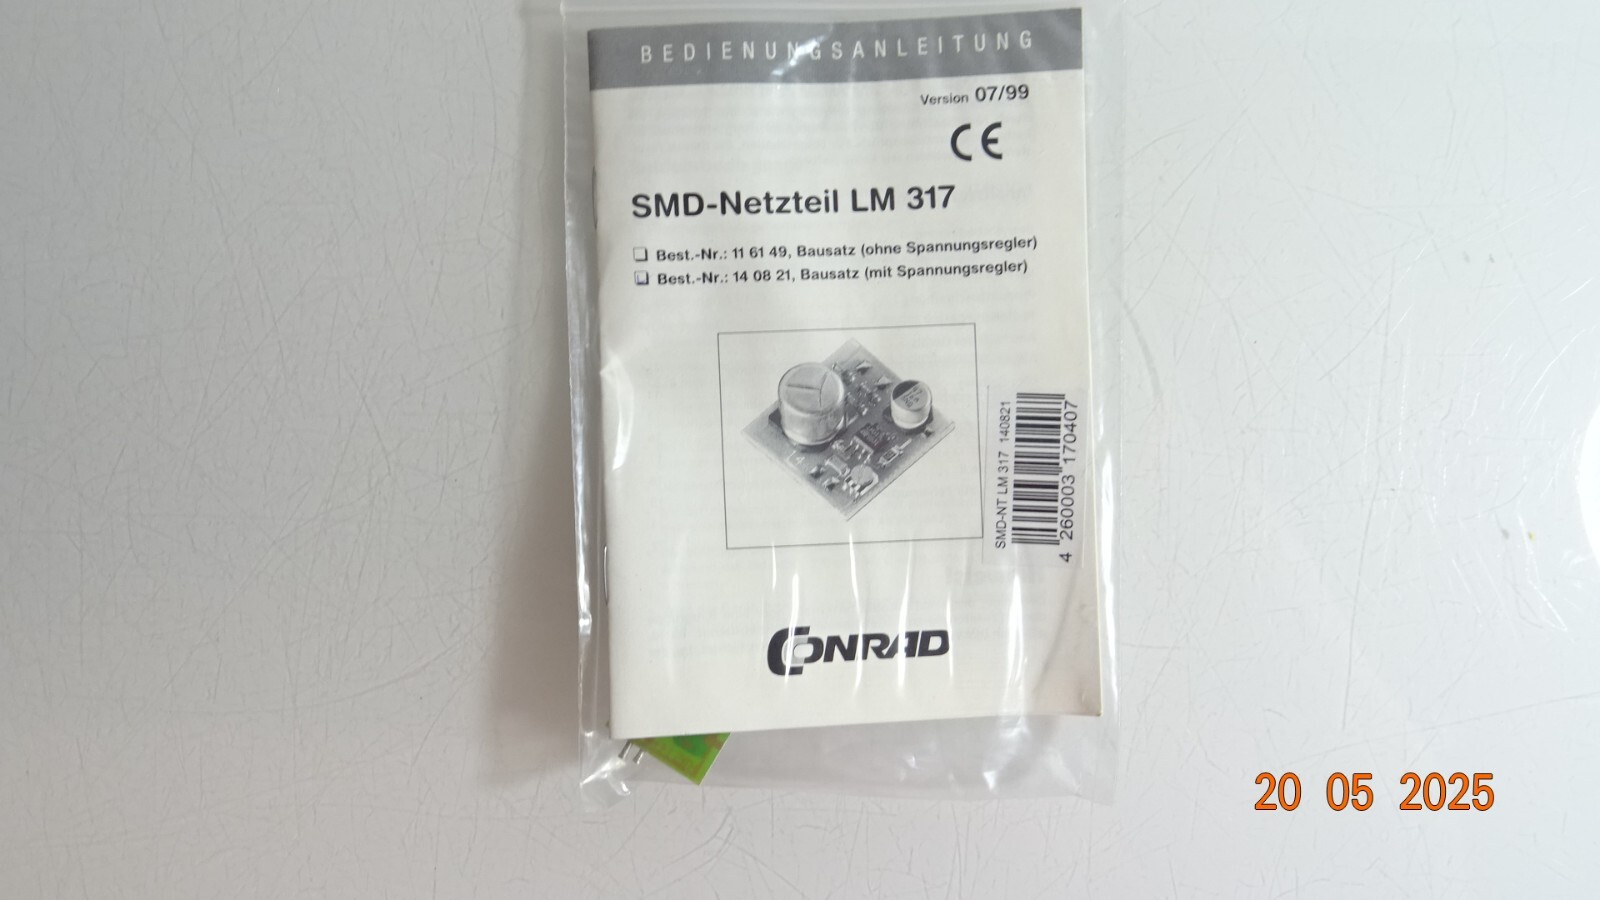 BEDIENUNGSANLEITUNG
Version 07/99
CE
SMD-Netzteil LM 317
❏ Best.-Nr.: 11 61 49, Bausatz (ohne Spannungsregler)
❏ Best.-Nr.: 14 08 21, Bausatz (mit Spannungsregler)
SMD-NT LM 317 140821
4 260003 170407
CONRAD
20 05 2025